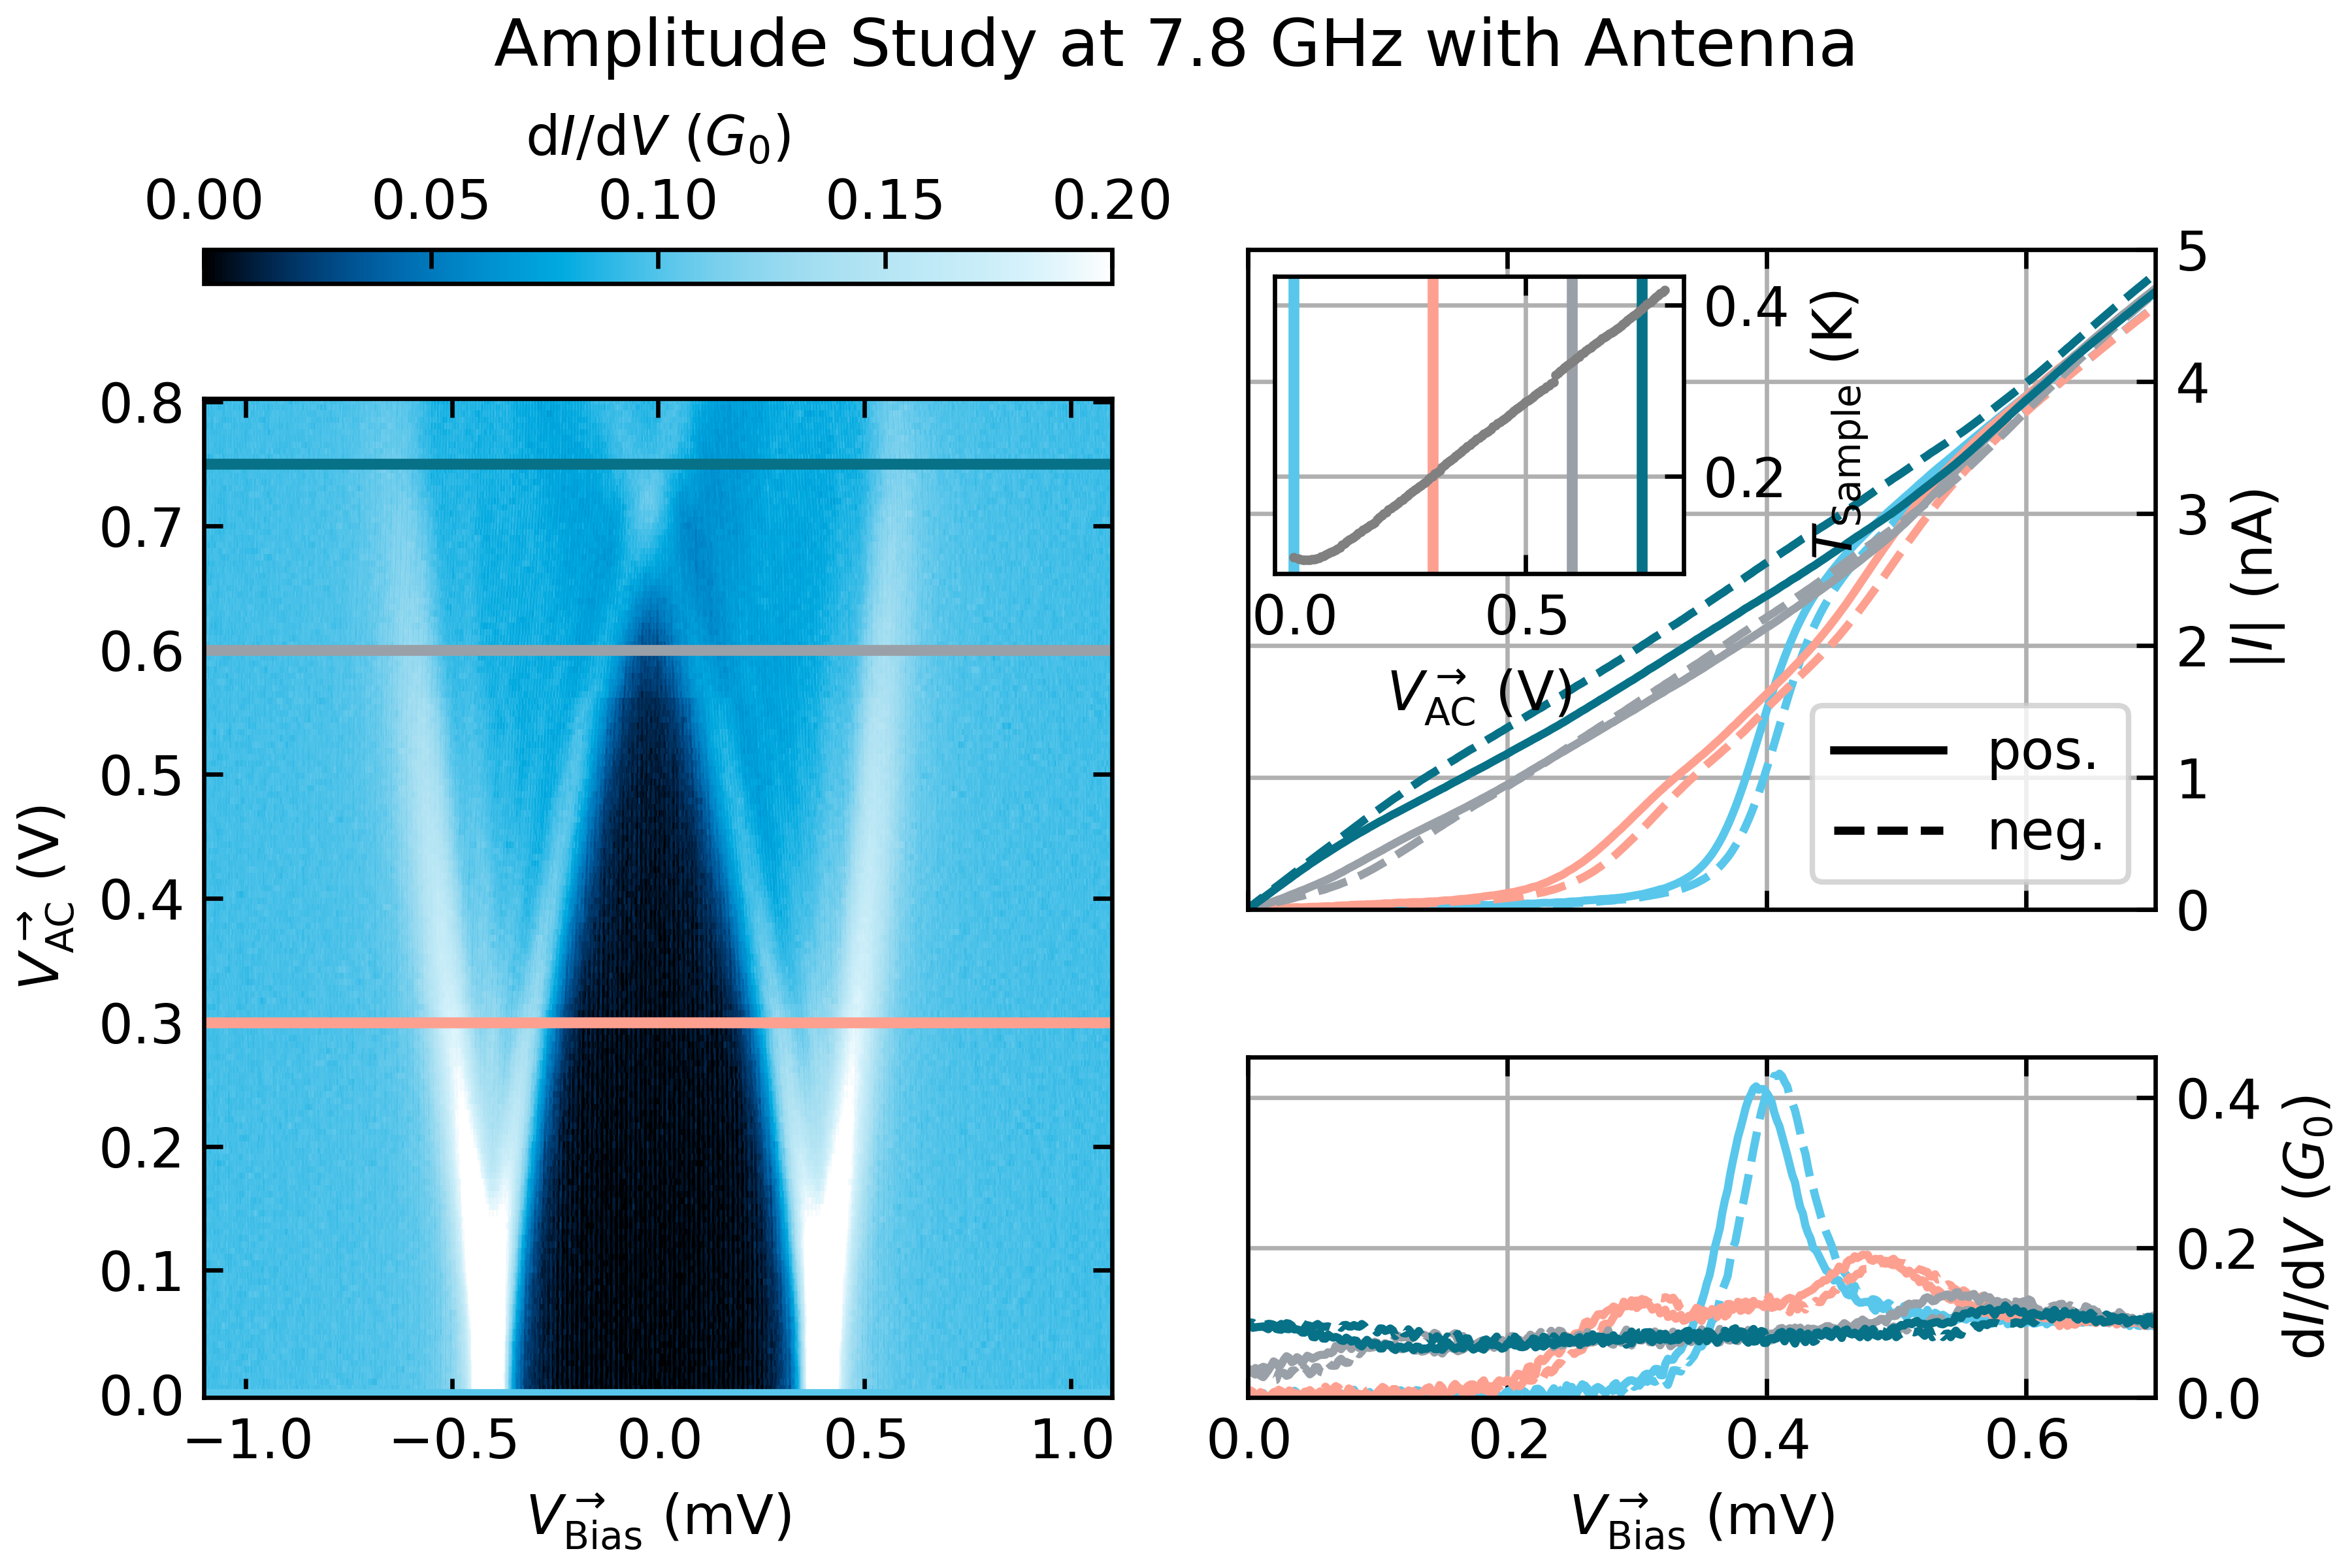 Amplitude Study at 7.8 GHz with Antenna
dI/dV (G₀)
0.00 0.05 0.10 0.15 0.20
0.8
0.7
0.6
0.5
0.4
0.3
0.2
0.1
0.0
V→AC (V)
−1.0 −0.5 0.0 0.5 1.0
V→Bias (mV)
0.4
0.2
TSample (K)
0.0 0.5
V→AC (V)
5
4
3
2
1
0
|I| (nA)
pos.
neg.
0.4
0.2
0.0
dI/dV (G₀)
0.0 0.2 0.4 0.6
V→Bias (mV)